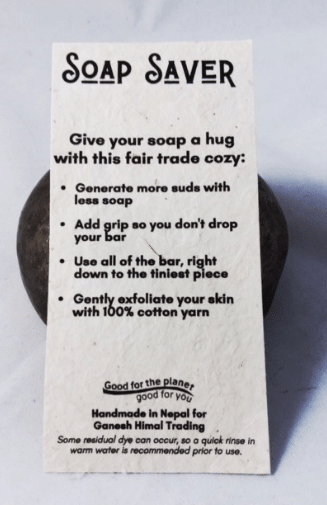 SOAP SAVER
Give your soap a hug
with this fair trade cozy:
• Generate more suds with
less soap
• Add grip so you don't drop
your bar
• Use all of the bar, right
down to the tiniest piece
• Gently exfoliate your skin
with 100% cotton yarn
Good for the planet
good for you
Handmade in Nepal for
Ganesh Himal Trading
Some residual dye can occur, so a quick rinse in
warm water is recommended prior to use.